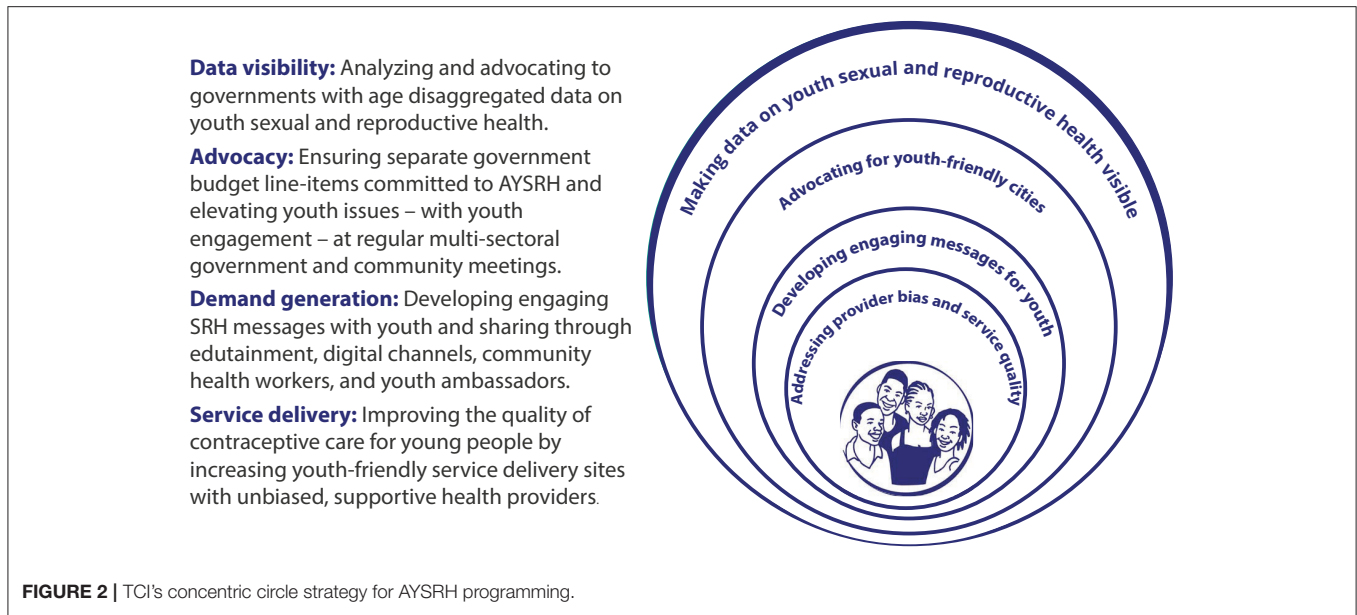 Data visibility: Analyzing and advocating to
governments with age disaggregated data on
youth sexual and reproductive health.
Advocacy: Ensuring separate government
budget line-items committed to AYSRH and
elevating youth issues – with youth
engagement – at regular multi-sectoral
government and community meetings.
Demand generation: Developing engaging
SRH messages with youth and sharing through
edutainment, digital channels, community
health workers, and youth ambassadors.
Service delivery: Improving the quality of
contraceptive care for young people by
increasing youth-friendly service delivery sites
with unbiased, supportive health providers.
Making data on youth sexual and reproductive health visible
Advocating for youth-friendly cities
Developing engaging messages for youth
Addressing provider bias and service quality
FIGURE 2 | TCI's concentric circle strategy for AYSRH programming.